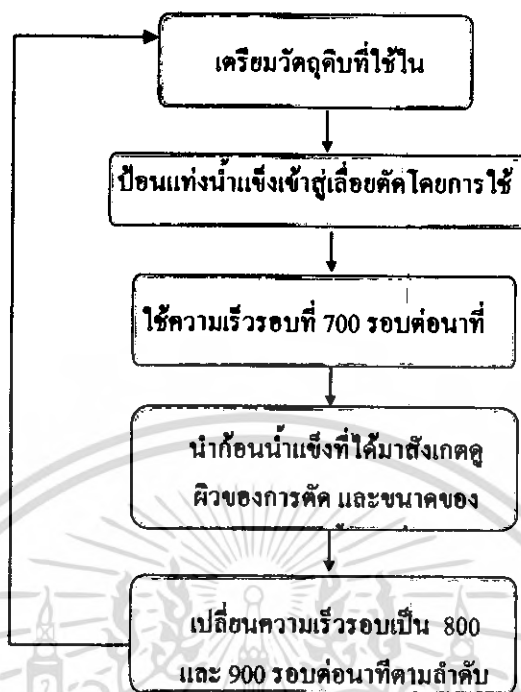 เตรียมวัตถุดิบที่ใช้ใน
ป้อนแท่งน้ำแข็งเข้าสู่เลื่อยตัดโดยการใช้
ใช้ความเร็วรอบที่ 700 รอบต่อนาที
นำก้อนน้ำแข็งที่ได้มาสังเกตดู
ผิวของการตัด และขนาดของ
เปลี่ยนความเร็วรอบเป็น 800
และ 900 รอบต่อนาทีตามลำดับ